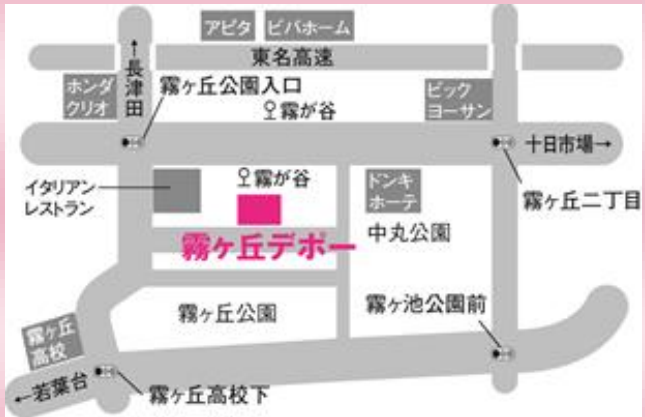 アピタ
ビバホーム
東名高速
←長津田
ホンダ
クリオ
霧ヶ丘公園入口
霧が谷
ビック
ヨーサン
十日市場→
イタリアン
レストラン
霧が谷
ドンキ
ホーテ
霧ヶ丘二丁目
霧ヶ丘デポー
中丸公園
霧ヶ丘公園
霧ヶ池公園前
霧ヶ丘
高校
←若葉台
霧ヶ丘高校下